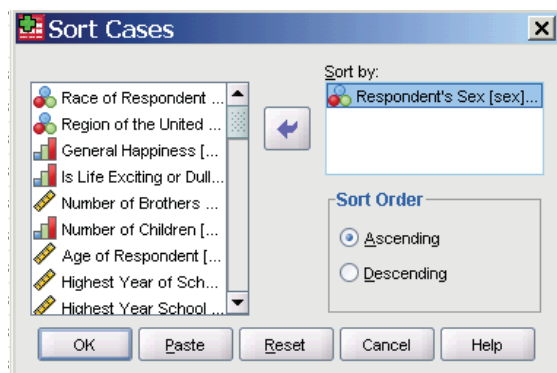 Sort Cases
Race of Respondent ...
Region of the United ...
General Happiness [...
Is Life Exciting or Dull...
Number of Brothers ...
Number of Children [...
Age of Respondent [...
Highest Year of Sch...
Highest Year School ...
Sort by:
Respondent's Sex [sex]...
Sort Order
Ascending
Descending
OK
Paste
Reset
Cancel
Help